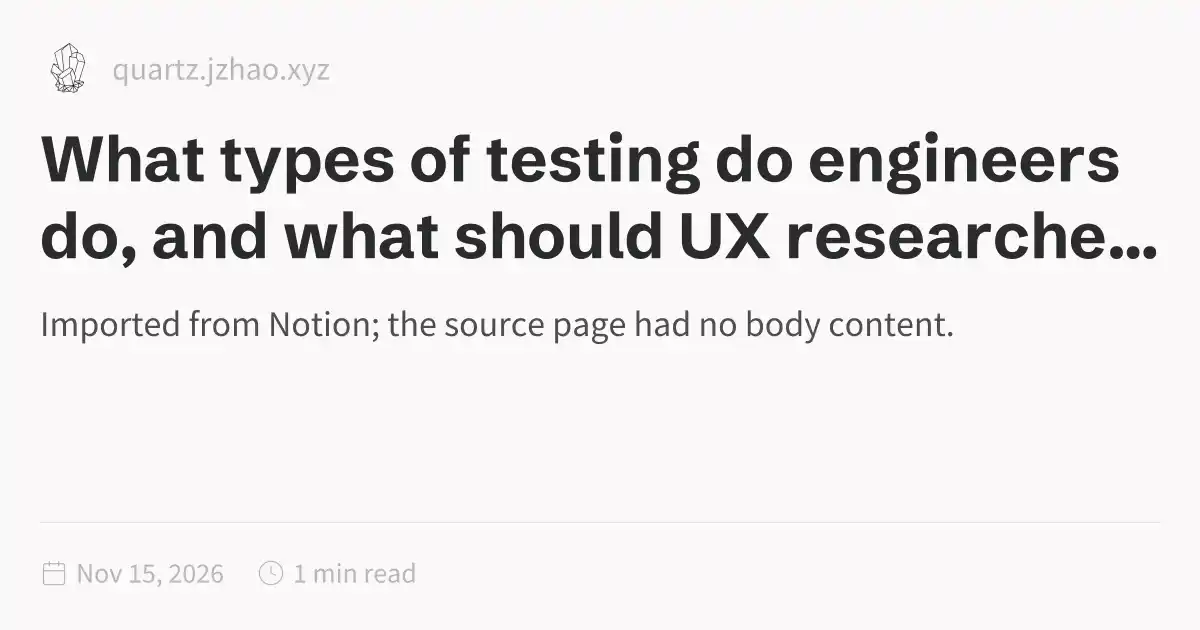 quartz.jzhao.xyz
What types of testing do engineers
do, and what should UX researche...
Imported from Notion; the source page had no body content.
Nov 15, 2026
1 min read